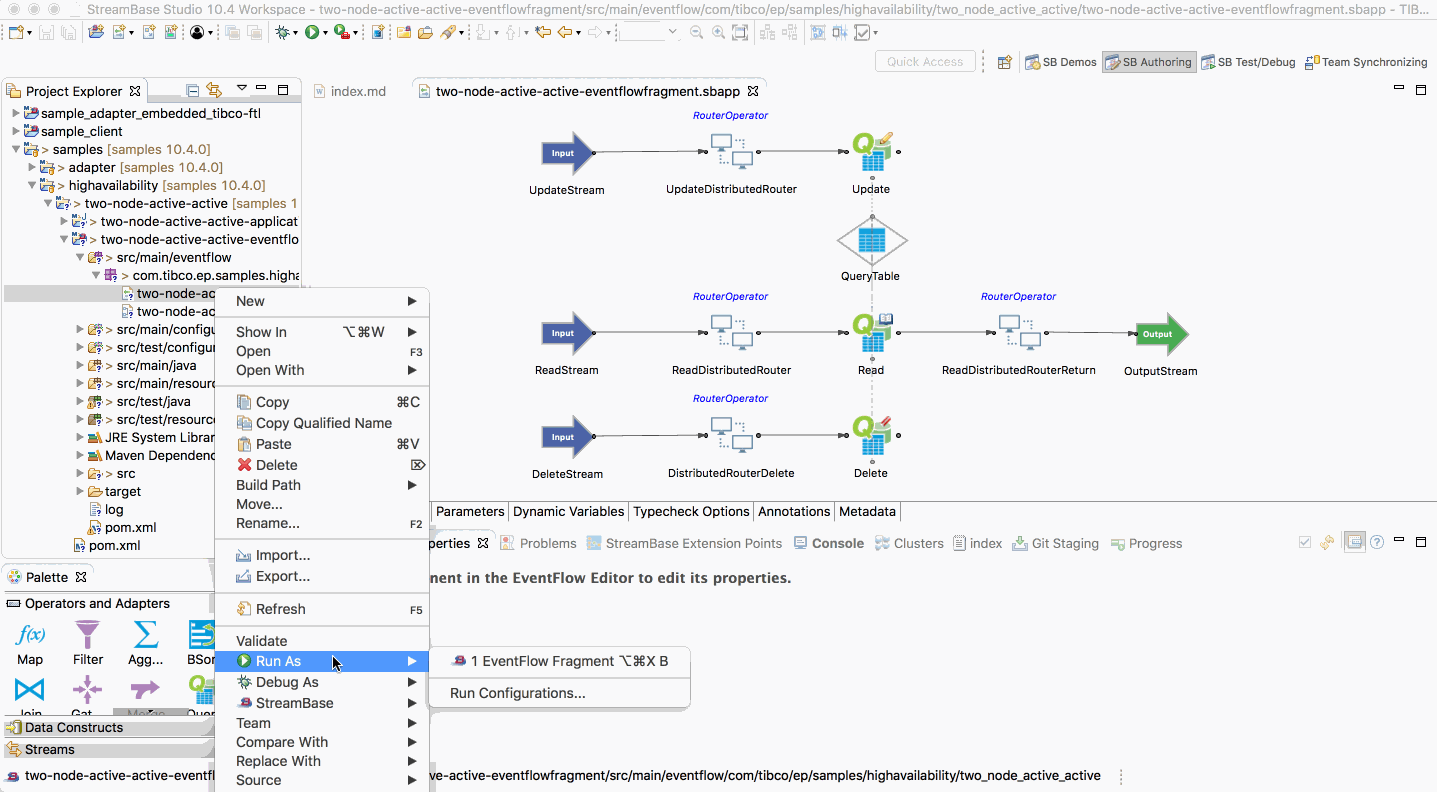 StreamBase Studio 10.4 Workspace - two-node-active-active-eventflowfragment/src/main/eventflow/com/tibco/ep/samples/highavailability/two_node_active_active/two-node-active-active-eventflowfragment.sbapp - TIB...
Quick Access
SB Demos
SB Authoring
SB Test/Debug
Team Synchronizing
Project Explorer
sample_adapter_embedded_tibco-ftl
sample_client
> samples [samples 10.4.0]
> adapter [samples 10.4.0]
> highavailability [samples 10.4.0]
> two-node-active-active [samples 1
> two-node-active-active-applicat
> two-node-active-active-eventflo
> src/main/eventflow
> com.tibco.ep.samples.higha
two-node-ac
two-node-ac
> src/main/configu
> src/test/configur
> src/main/java
> src/main/resourc
> src/test/java
> src/test/resource
JRE System Librar
Maven Dependenc
> src
target
log
pom.xml
pom.xml
index.md
two-node-active-active-eventflowfragment.sbapp
RouterOperator
Input
UpdateStream
UpdateDistributedRouter
Update
QueryTable
RouterOperator
RouterOperator
Input
Output
ReadStream
ReadDistributedRouter
Read
ReadDistributedRouterReturn
OutputStream
RouterOperator
Input
DeleteStream
DistributedRouterDelete
Delete
New
Show In ⌥⌘W
Open F3
Open With
Copy ⌘C
Copy Qualified Name
Paste ⌘V
Delete ⌦
Build Path
Move...
Rename... F2
Import...
Export...
Refresh F5
Validate
Run As
Debug As
StreamBase
Team
Compare With
Replace With
Source
1 EventFlow Fragment ⌥⌘X B
Run Configurations...
Parameters
Dynamic Variables
Typecheck Options
Annotations
Metadata
perties
Problems
StreamBase Extension Points
Console
Clusters
index
Git Staging
Progress
nent in the EventFlow Editor to edit its properties.
Palette
Operators and Adapters
f(x)
Map
Filter
Agg...
BSor
Join
Gat
Merge
Quer
Data Constructs
Streams
two-node-active-active-eventfl
ve-active-eventflowfragment/src/main/eventflow/com/tibco/ep/samples/highavailability/two_node_active_active